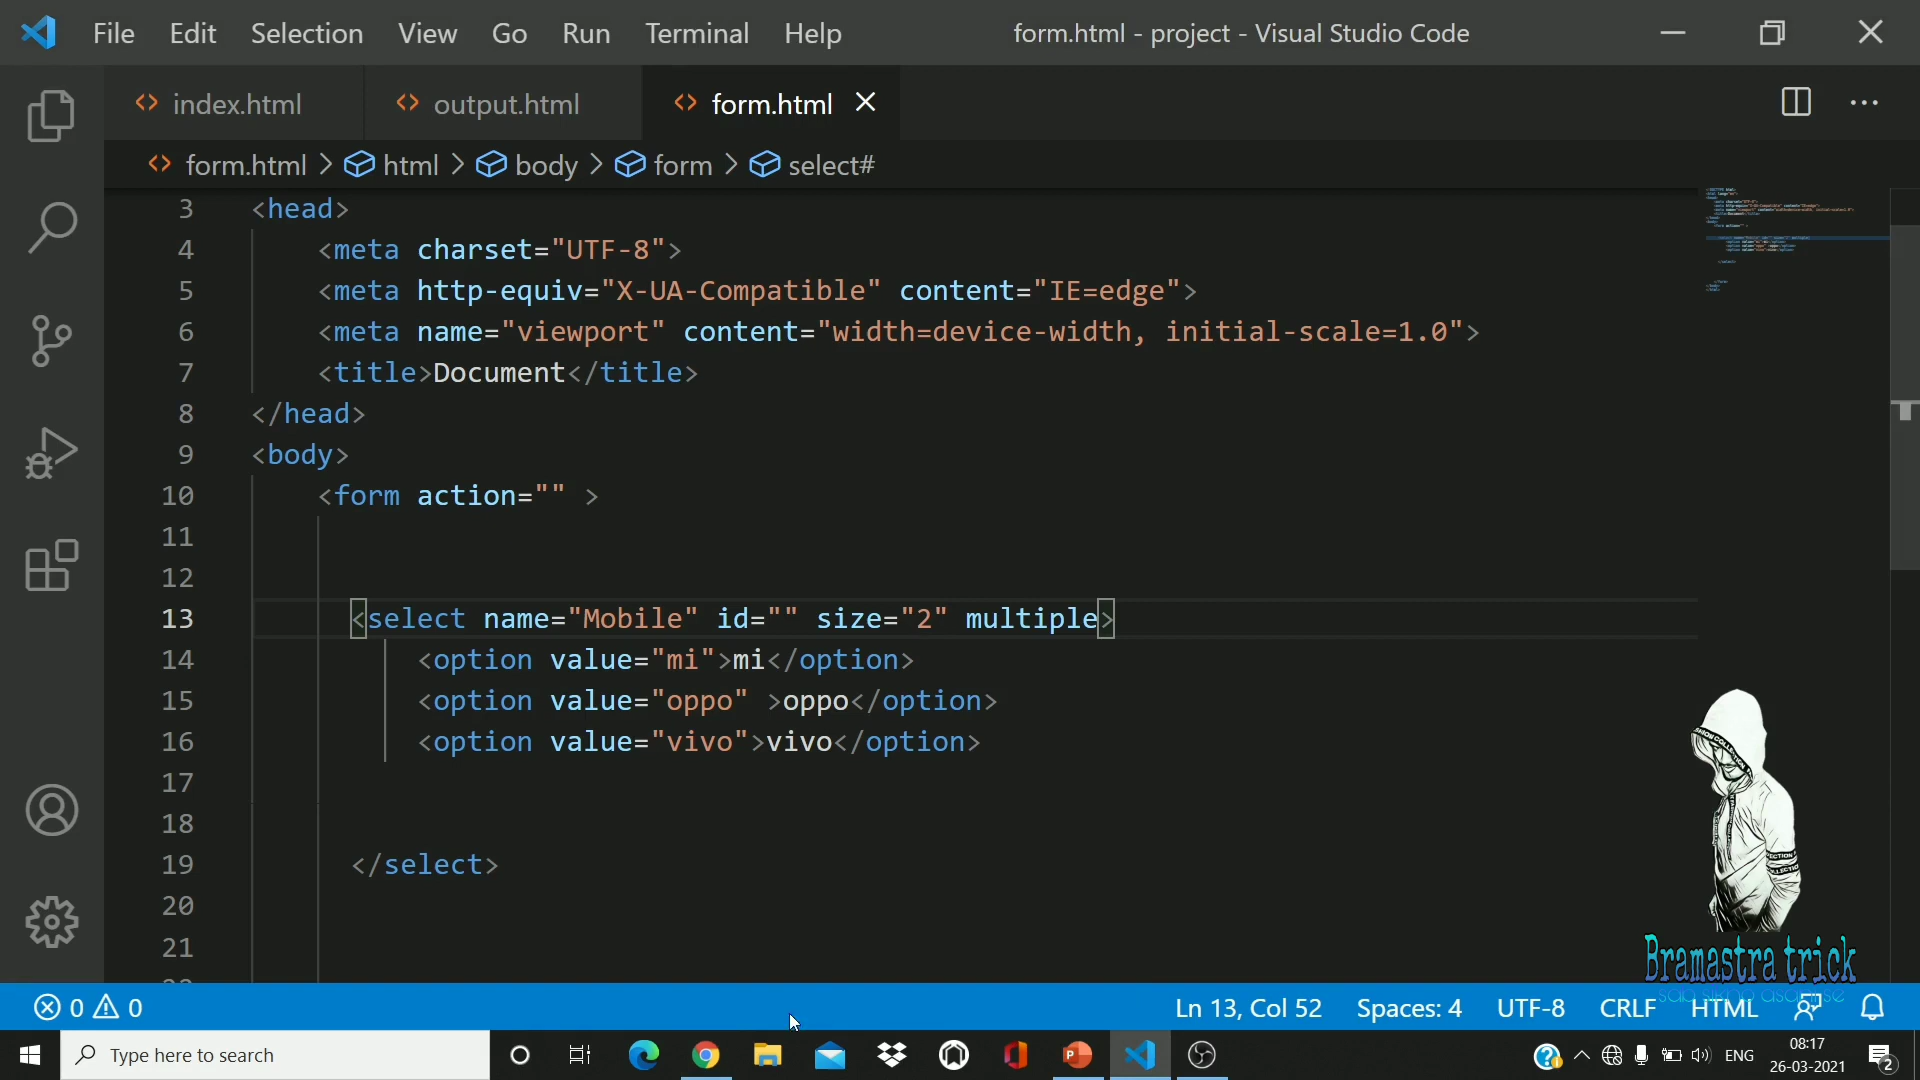 File Edit Selection View Go Run Terminal Help form.html - project - Visual Studio Code
index.html output.html form.html
form.html > html > body > form > select#
3 <head>
4 <meta charset="UTF-8">
5 <meta http-equiv="X-UA-Compatible" content="IE=edge">
6 <meta name="viewport" content="width=device-width, initial-scale=1.0">
7 <title>Document</title>
8 </head>
9 <body>
10 <form action="" >
11
12
13 <select name="Mobile" id="" size="2" multiple>
14 <option value="mi">mi</option>
15 <option value="oppo" >oppo</option>
16 <option value="vivo">vivo</option>
17
18
19 </select>
20
21
Bramastra trick
0 0 Ln 13, Col 52 Spaces: 4 UTF-8 CRLF HTML
Type here to search ENG 08:17
26-03-2021 2